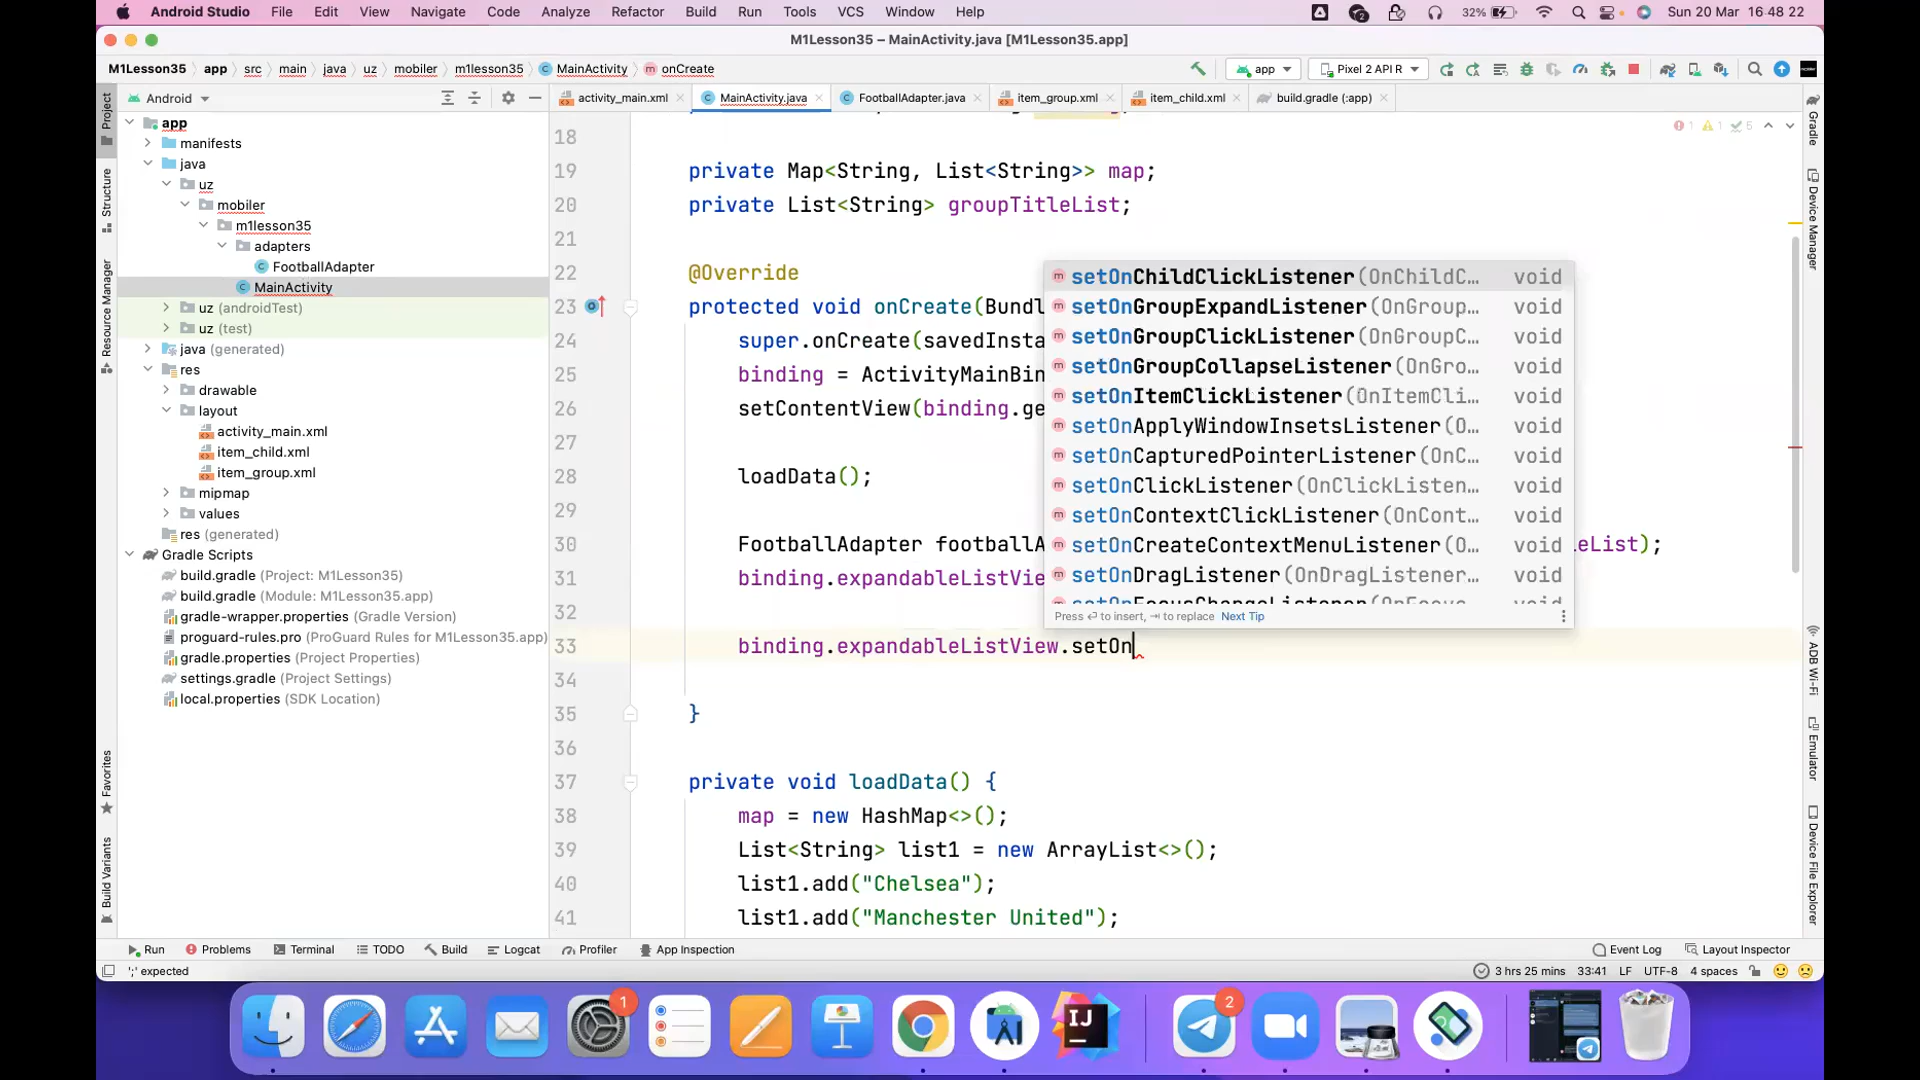 Android Studio File Edit View Navigate Code Analyze Refactor Build Run Tools VCS Window Help 32% Sun 20 Mar 16 48 22
M1Lesson35 – MainActivity.java [M1Lesson35.app]
M1Lesson35 app src main java uz mobiler m1lesson35 MainActivity onCreate app Pixel 2 API R
Android activity_main.xml MainActivity.java FootballAdapter.java item_group.xml item_child.xml build.gradle (:app)
app
manifests
java
uz
mobiler
m1lesson35
adapters
FootballAdapter
MainActivity
uz (androidTest)
uz (test)
java (generated)
res
drawable
layout
activity_main.xml
item_child.xml
item_group.xml
mipmap
values
res (generated)
Gradle Scripts
build.gradle (Project: M1Lesson35)
build.gradle (Module: M1Lesson35.app)
gradle-wrapper.properties (Gradle Version)
proguard-rules.pro (ProGuard Rules for M1Lesson35.app)
gradle.properties (Project Properties)
settings.gradle (Project Settings)
local.properties (SDK Location)
Project
Structure
Resource Manager
Favorites
Build Variants
1 1 5
18
19 private Map<String, List<String>> map;
20 private List<String> groupTitleList;
21
22 @Override
23 protected void onCreate(Bundl
24 super.onCreate(savedInsta
25 binding = ActivityMainBin
26 setContentView(binding.ge
27
28 loadData();
29
30 FootballAdapter footballA eList);
31 binding.expandableListVie
32
33 binding.expandableListView.setOn
34
35 }
36
37 private void loadData() {
38 map = new HashMap<>();
39 List<String> list1 = new ArrayList<>();
40 list1.add("Chelsea");
41 list1.add("Manchester United");
setOnChildClickListener(OnChildC… void
setOnGroupExpandListener(OnGroup… void
setOnGroupClickListener(OnGroupC… void
setOnGroupCollapseListener(OnGro… void
setOnItemClickListener(OnItemCli… void
setOnApplyWindowInsetsListener(O… void
setOnCapturedPointerListener(OnC… void
setOnClickListener(OnClickListen… void
setOnContextClickListener(OnCont… void
setOnCreateContextMenuListener(O… void
setOnDragListener(OnDragListener… void
Press ⏎ to insert, ⇥ to replace Next Tip
Gradle
Device Manager
ADB Wi-Fi
Emulator
Device File Explorer
Run Problems Terminal TODO Build Logcat Profiler App Inspection Event Log Layout Inspector
';' expected 3 hrs 25 mins 33:41 LF UTF-8 4 spaces
1 2
IJ